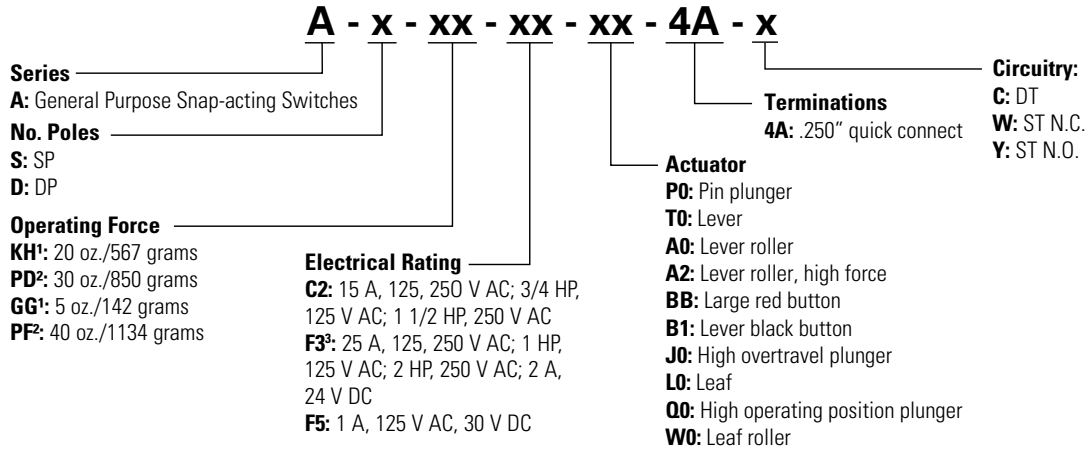 A - x - xx - xx - xx - 4A - x
Series
A: General Purpose Snap-acting Switches
No. Poles
S: SP
D: DP
Operating Force
KH¹: 20 oz./567 grams
PD²: 30 oz./850 grams
GG¹: 5 oz./142 grams
PF²: 40 oz./1134 grams
Electrical Rating
C2: 15 A, 125, 250 V AC; 3/4 HP,
125 V AC; 1 1/2 HP, 250 V AC
F3³: 25 A, 125, 250 V AC; 1 HP,
125 V AC; 2 HP, 250 V AC; 2 A,
24 V DC
F5: 1 A, 125 V AC, 30 V DC
Actuator
P0: Pin plunger
T0: Lever
A0: Lever roller
A2: Lever roller, high force
BB: Large red button
B1: Lever black button
J0: High overtravel plunger
L0: Leaf
Q0: High operating position plunger
W0: Leaf roller
Terminations
4A: .250" quick connect
Circuitry:
C: DT
W: ST N.C.
Y: ST N.O.